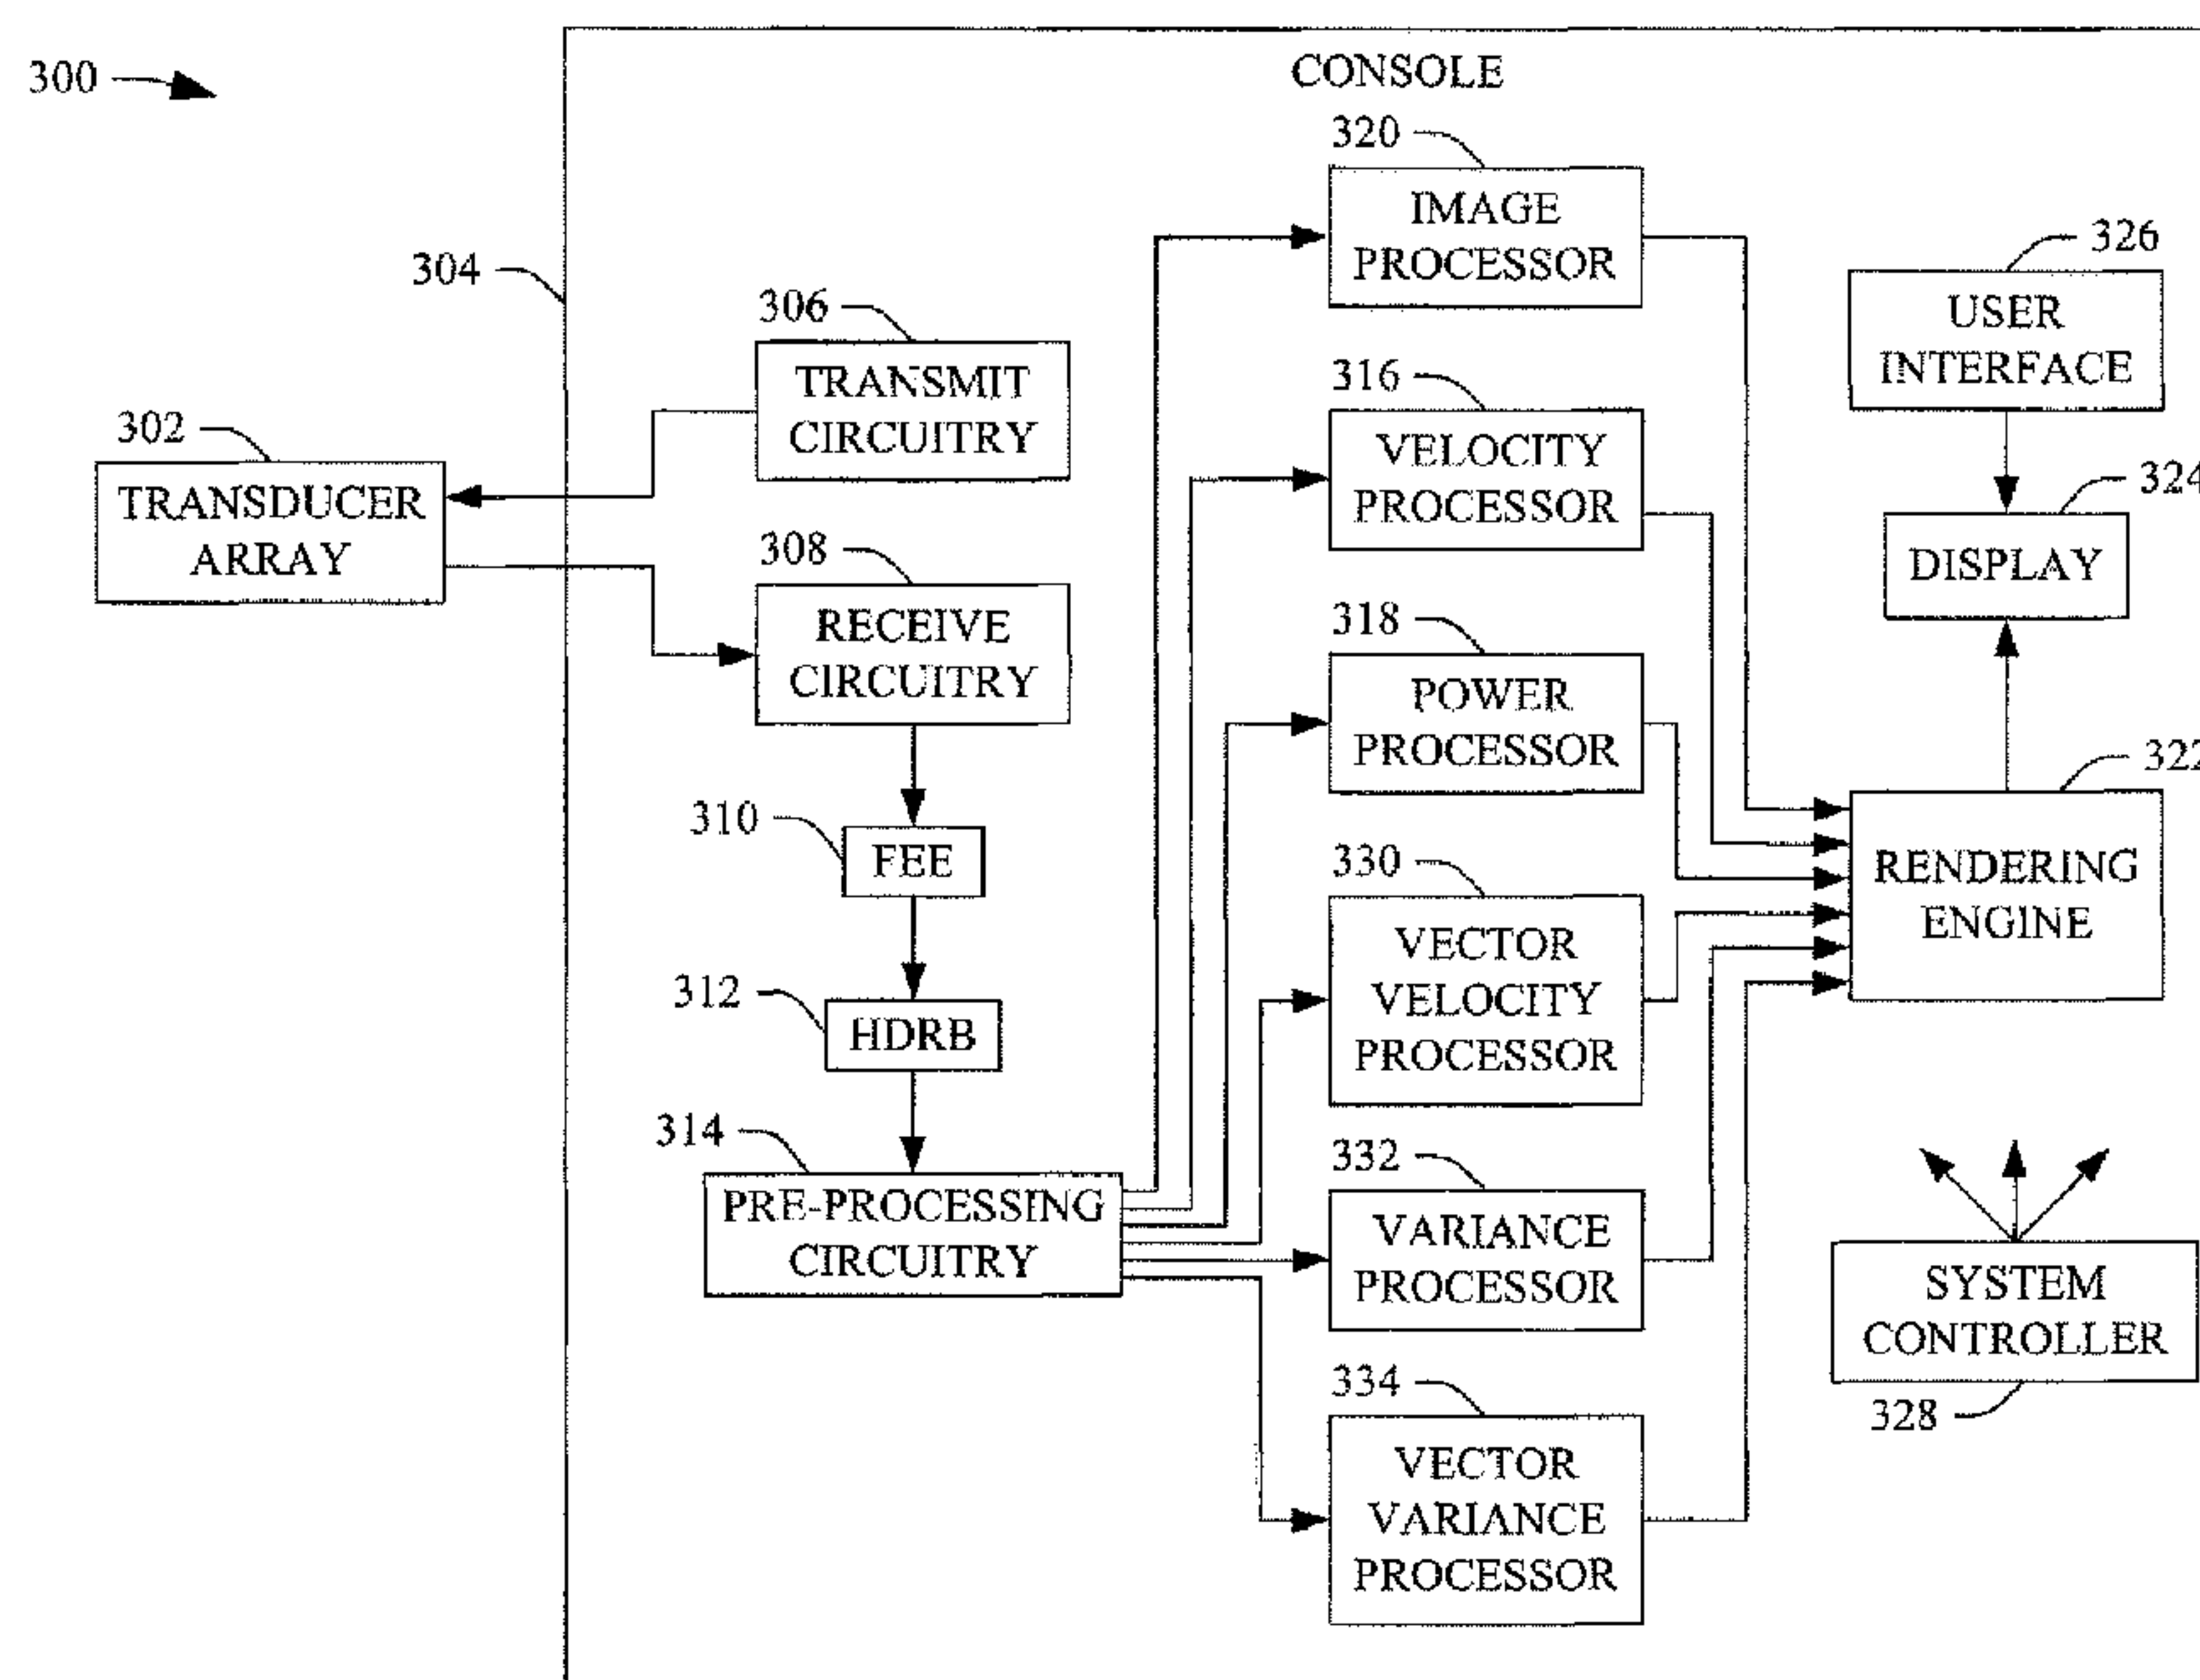 300
CONSOLE
320
IMAGE
PROCESSOR
304
306
TRANSMIT
CIRCUITRY
326
USER
INTERFACE
316
VELOCITY
PROCESSOR
302
TRANSDUCER
ARRAY
324
DISPLAY
308
RECEIVE
CIRCUITRY
318
POWER
PROCESSOR
322
RENDERING
ENGINE
310
FEE
330
VECTOR
VELOCITY
PROCESSOR
312
HDRB
314
PRE-PROCESSING
CIRCUITRY
332
VARIANCE
PROCESSOR
SYSTEM
CONTROLLER
328
334
VECTOR
VARIANCE
PROCESSOR